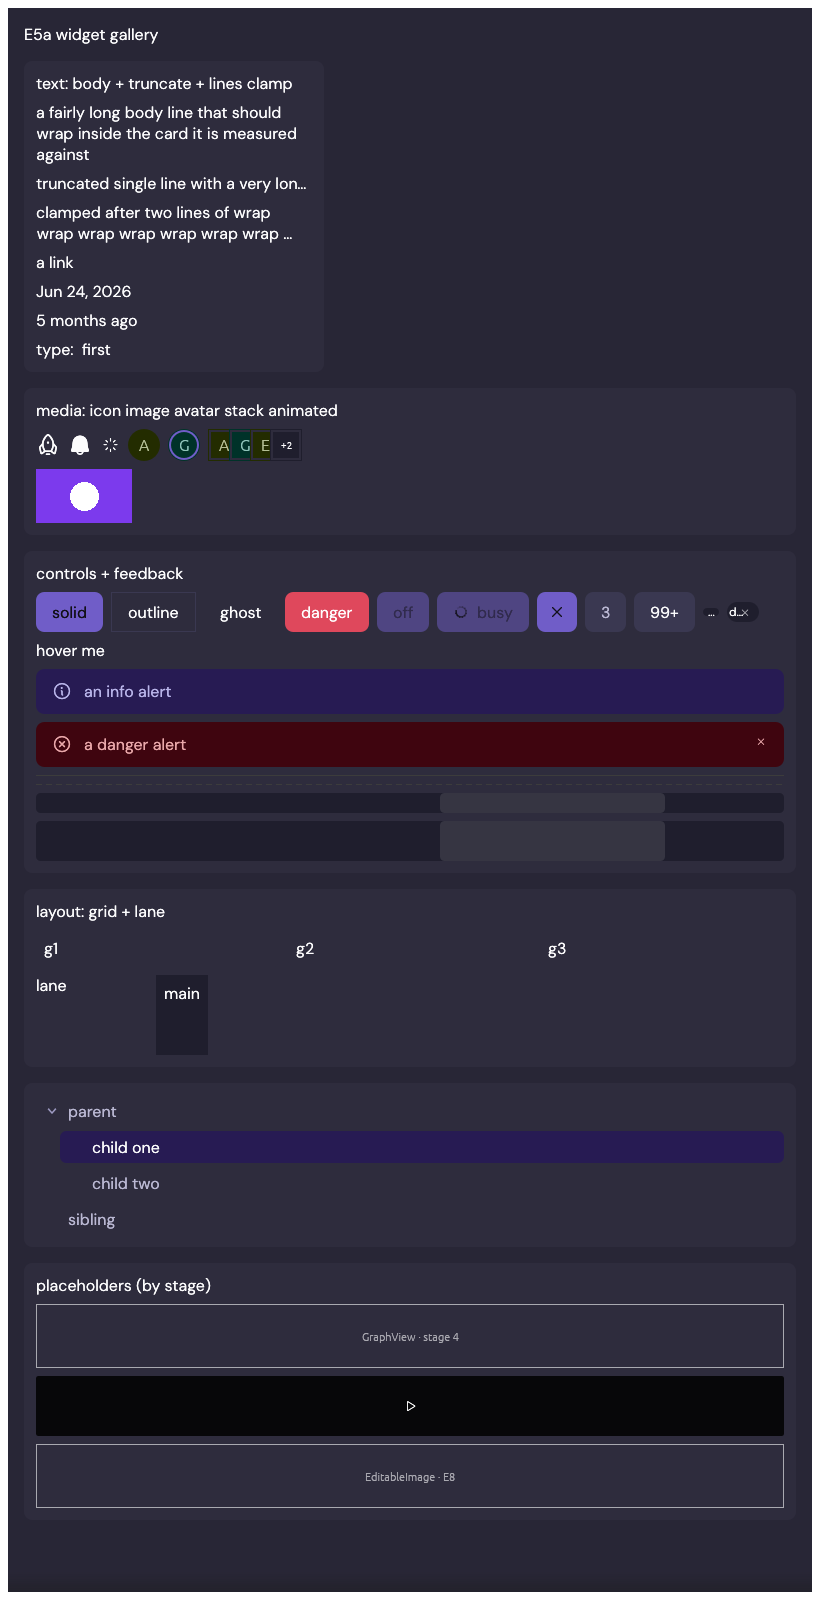 E5a widget gallery
text: body + truncate + lines clamp
a fairly long body line that should
wrap inside the card it is measured
against
truncated single line with a very lon...
clamped after two lines of wrap
wrap wrap wrap wrap wrap wrap ...
a link
Jun 24, 2026
5 months ago
type: first
media: icon image avatar stack animated
A G A G E +2
controls + feedback
solid outline ghost danger off busy 3 99+ ... d...
hover me
an info alert
a danger alert
layout: grid + lane
g1 g2 g3
lane main
parent
child one
child two
sibling
placeholders (by stage)
GraphView · stage 4
EditableImage · E8